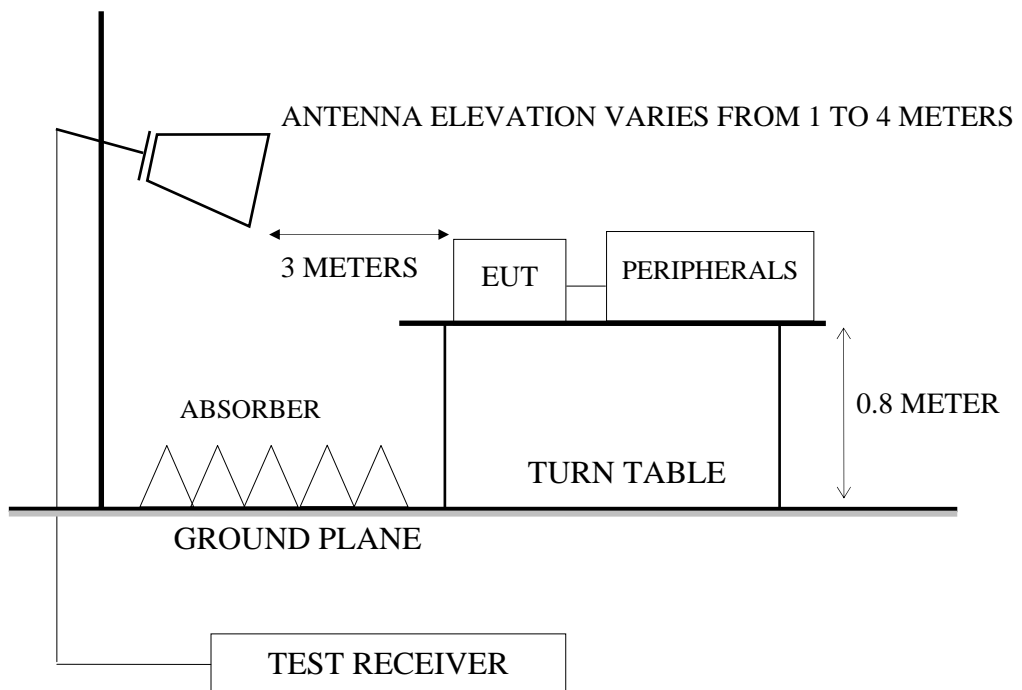 ANTENNA ELEVATION VARIES FROM 1 TO 4 METERS
3 METERS
EUT
PERIPHERALS
ABSORBER
0.8 METER
TURN TABLE
GROUND PLANE
TEST RECEIVER